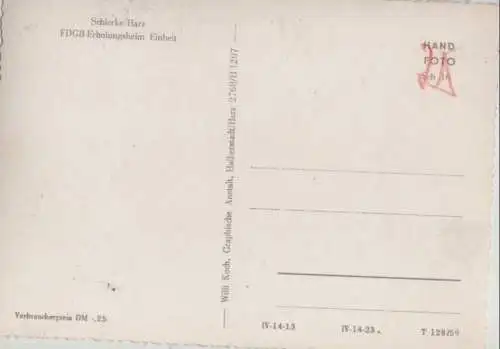 Schierke/Harz
FDGB-Erholungsheim Einheit
HAND
FOTO
Willi Koch, Graphische Anstalt, Halberstadt/Harz 2760/II 1207
Verbraucherpreis DM -,25
IV-14-13
IV-14-23
T 128/59